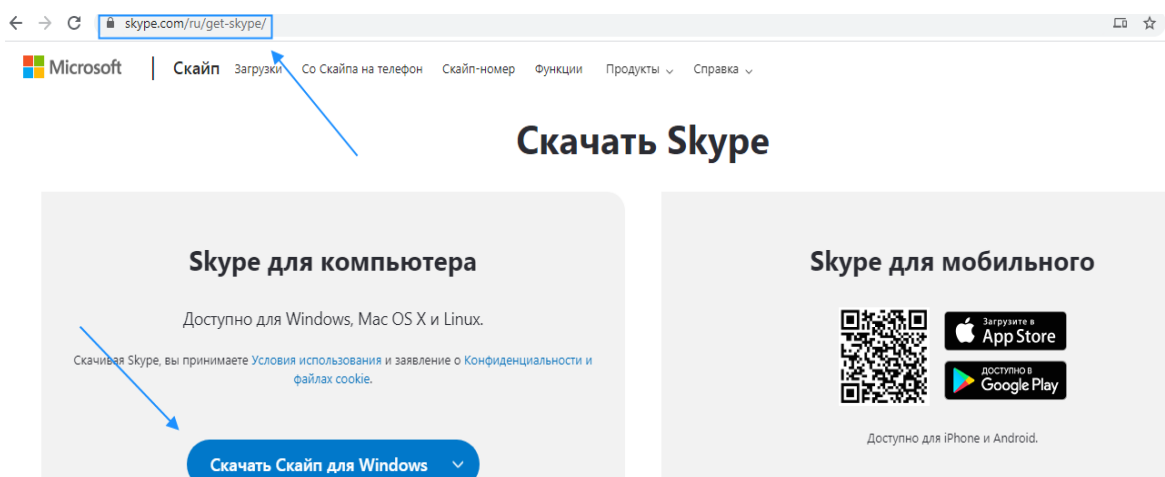 skype.com/ru/get-skype/
Microsoft Скайп Загрузки Со Скайпа на телефон Скайп-номер Функции Продукты Справка
Скачать Skype
Skype для компьютера
Доступно для Windows, Mac OS X и Linux.
Скачивая Skype, вы принимаете Условия использования и заявление о Конфиденциальности и
файлах cookie.
Скачать Скайп для Windows
Skype для мобильного
Загрузите в
App Store
ДОСТУПНО В
Google Play
Доступно для iPhone и Android.